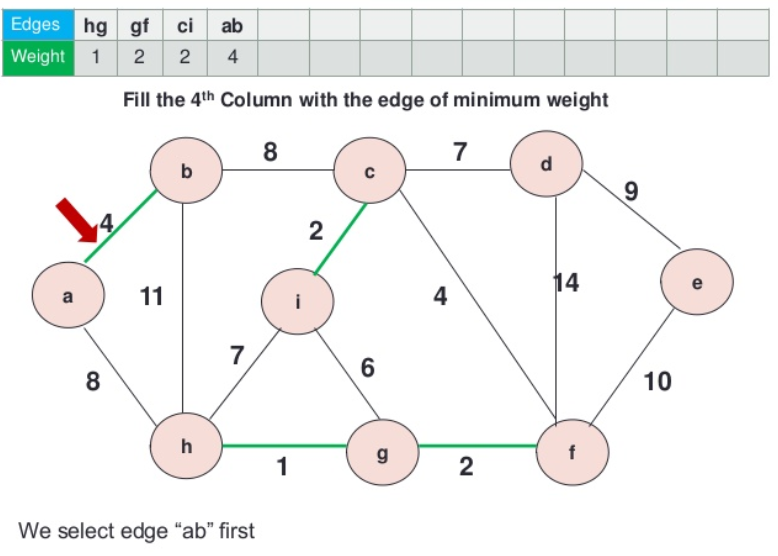 Edges hg gf ci ab
Weight 1 2 2 4
Fill the 4th Column with the edge of minimum weight
b 8 c 7 d
9
4
2
a 11 i 4 14 e
7 6
8 10
h g f
1 2
We select edge “ab” first